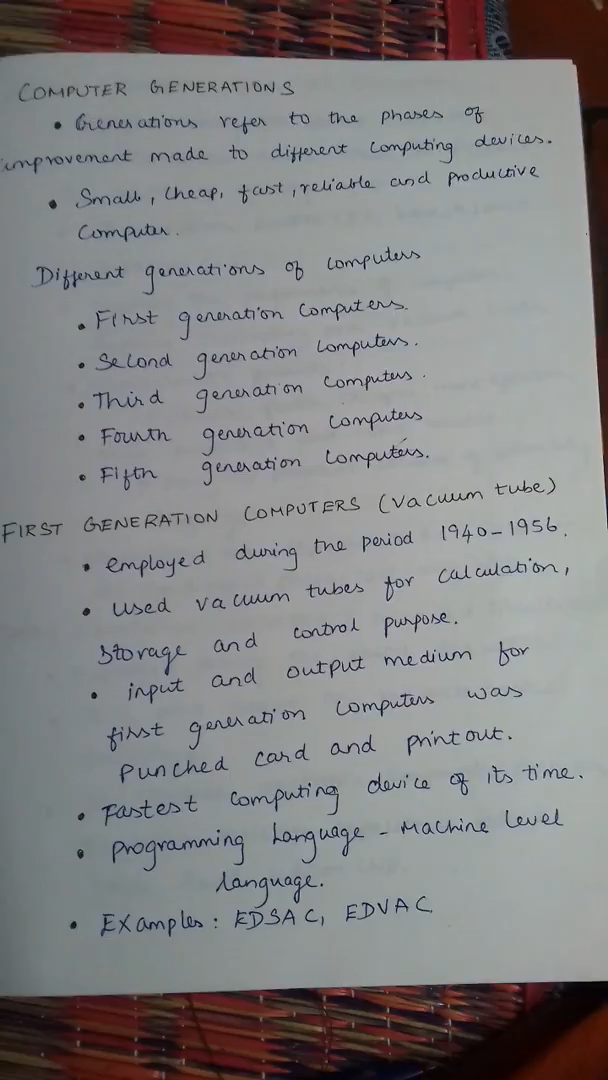 COMPUTER GENERATIONS
• Generations refer to the phases of
improvement made to different computing devices.
• Small, cheap, fast, reliable and productive
computer.
Different generations of computers
• First generation computers.
• Second generation computers.
• Third generation computers.
• Fourth generation computers
• Fifth generation computers.
FIRST GENERATION COMPUTERS (vacuum tube)
• employed during the period 1940-1956.
• used vacuum tubes for calculation,
storage and control purpose.
• input and output medium for
first generation computers was
punched card and printout.
• Fastest computing device of its time.
• programming language - Machine level
language.
• Examples: EDSAC, EDVAC